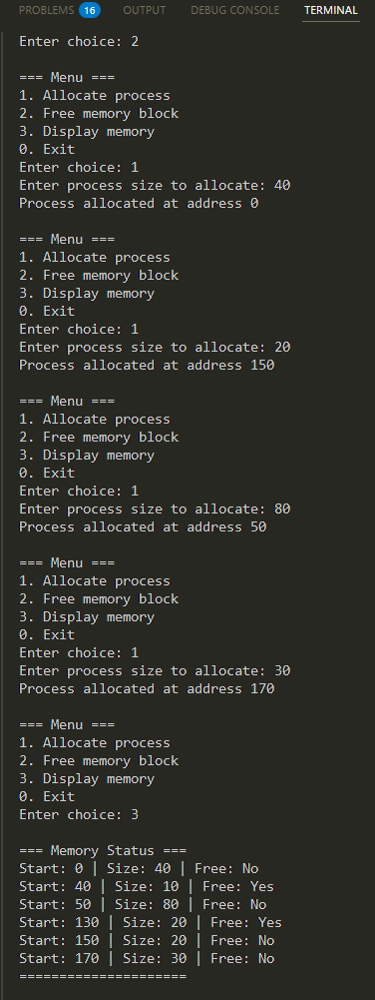 PROBLEMS 16 OUTPUT DEBUG CONSOLE TERMINAL
Enter choice: 2
=== Menu ===
1. Allocate process
2. Free memory block
3. Display memory
0. Exit
Enter choice: 1
Enter process size to allocate: 40
Process allocated at address 0
=== Menu ===
1. Allocate process
2. Free memory block
3. Display memory
0. Exit
Enter choice: 1
Enter process size to allocate: 20
Process allocated at address 150
=== Menu ===
1. Allocate process
2. Free memory block
3. Display memory
0. Exit
Enter choice: 1
Enter process size to allocate: 80
Process allocated at address 50
=== Menu ===
1. Allocate process
2. Free memory block
3. Display memory
0. Exit
Enter choice: 1
Enter process size to allocate: 30
Process allocated at address 170
=== Menu ===
1. Allocate process
2. Free memory block
3. Display memory
0. Exit
Enter choice: 3
=== Memory Status ===
Start: 0 | Size: 40 | Free: No
Start: 40 | Size: 10 | Free: Yes
Start: 50 | Size: 80 | Free: No
Start: 130 | Size: 20 | Free: Yes
Start: 150 | Size: 20 | Free: No
Start: 170 | Size: 30 | Free: No
=====================